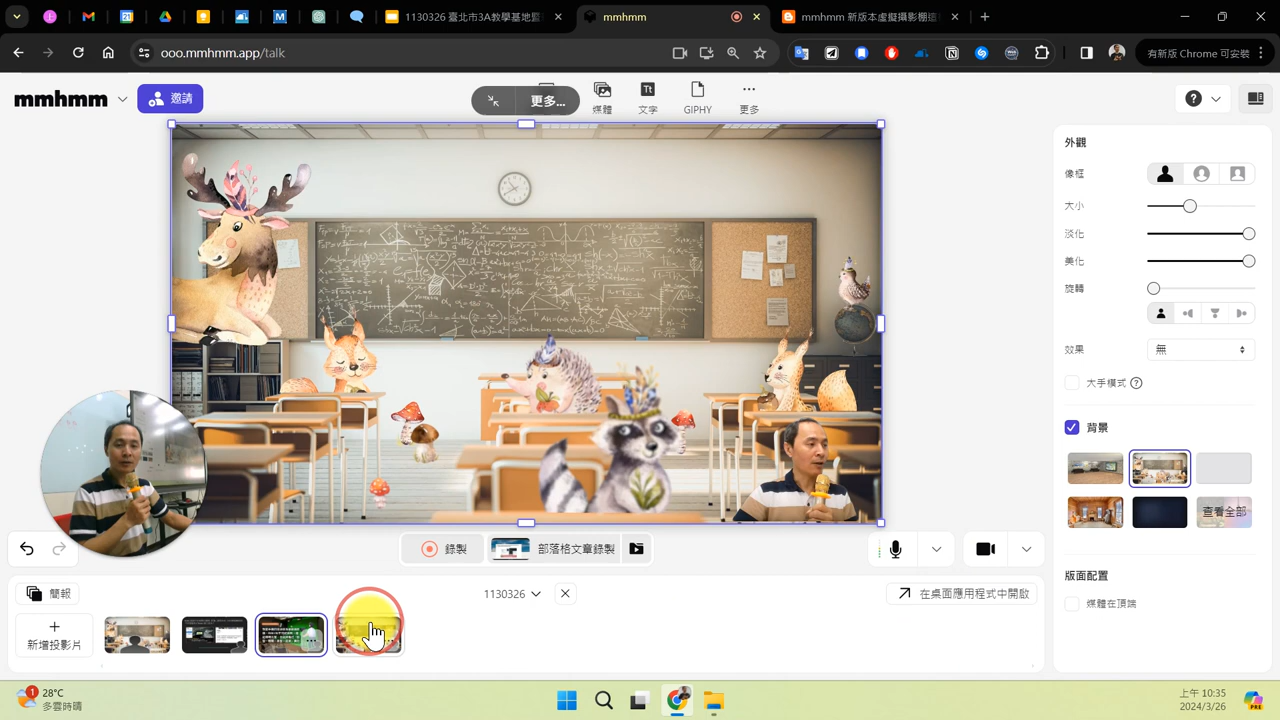 1130326 臺北市3A教學基地暨
mmhmm
mmhmm 新版本虛擬攝影棚這
ooo.mmhmm.app/talk
有新版 Chrome 可安裝
mmhmm
邀請
更多...
媒體
文字
GIPHY
更多
外觀
像框
大小
淡化
美化
旋轉
效果
無
大手模式
背景
查看全部
版面配置
媒體在頂端
錄製
部落格文章錄製
簡報
1130326
在桌面應用程式中開啟
新增投影片
28°C
多雲時晴
上午 10:35
2024/3/26